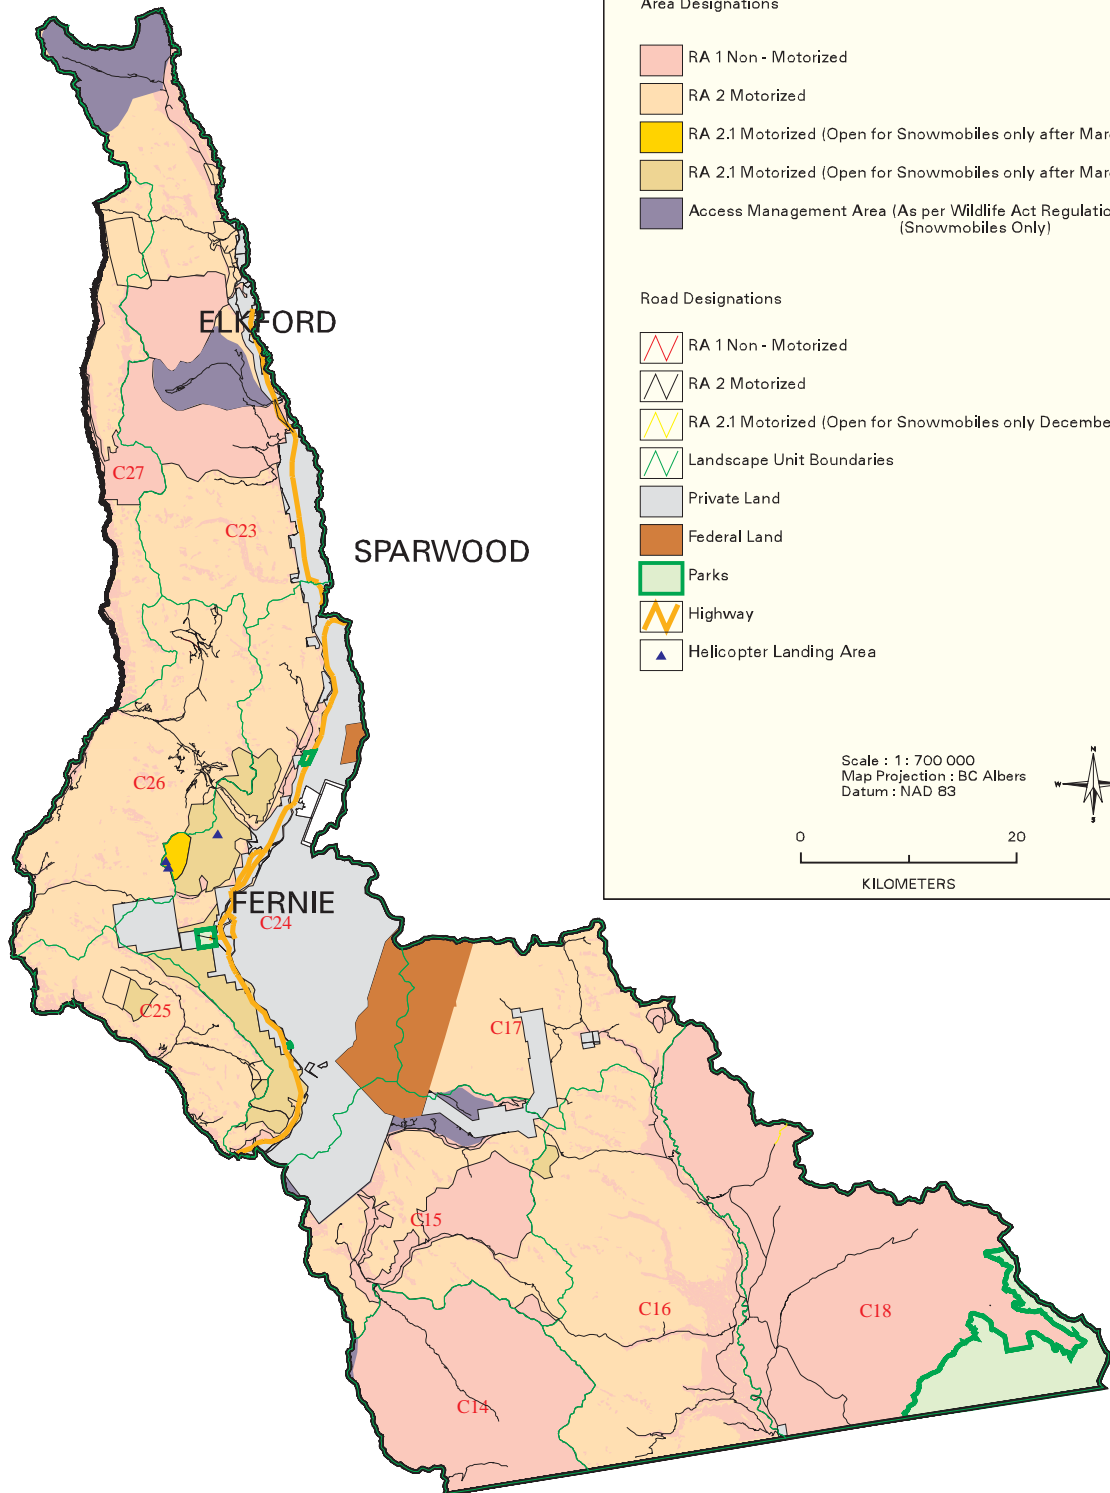 Area Designations
RA 1 Non - Motorized
RA 2 Motorized
RA 2.1 Motorized (Open for Snowmobiles only after
RA 2.1 Motorized (Open for Snowmobiles only after
Access Management Area (As per Wildlife Act
(Snowmobiles Only)
Road Designations
RA 1 Non - Motorized
RA 2 Motorized
RA 2.1 Motorized (Open for Snowmobiles only
Landscape Unit Boundaries
Private Land
Federal Land
Parks
Highway
Helicopter Landing Area
Scale : 1 : 700 000
Map Projection : BC Albers
Datum : NAD 83
N
W
S
0 20
KILOMETERS
ELKFORD
C27
C23
SPARWOOD
C26
FERNIE
C24
C25
C17
C15
C16
C18
C14